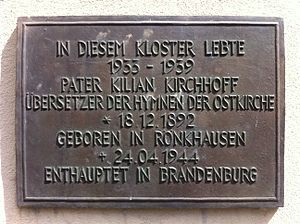 IN DIESEM KLOSTER LEBTE
1933 - 1939
PATER KILIAN KIRCHHOFF
ÜBERSETZER DER HYMNEN DER OSTKIRCHE
* 18.12.1892
GEBOREN IN RÖNKHAUSEN
+ 24.04.1944
ENTHAUPTET IN BRANDENBURG